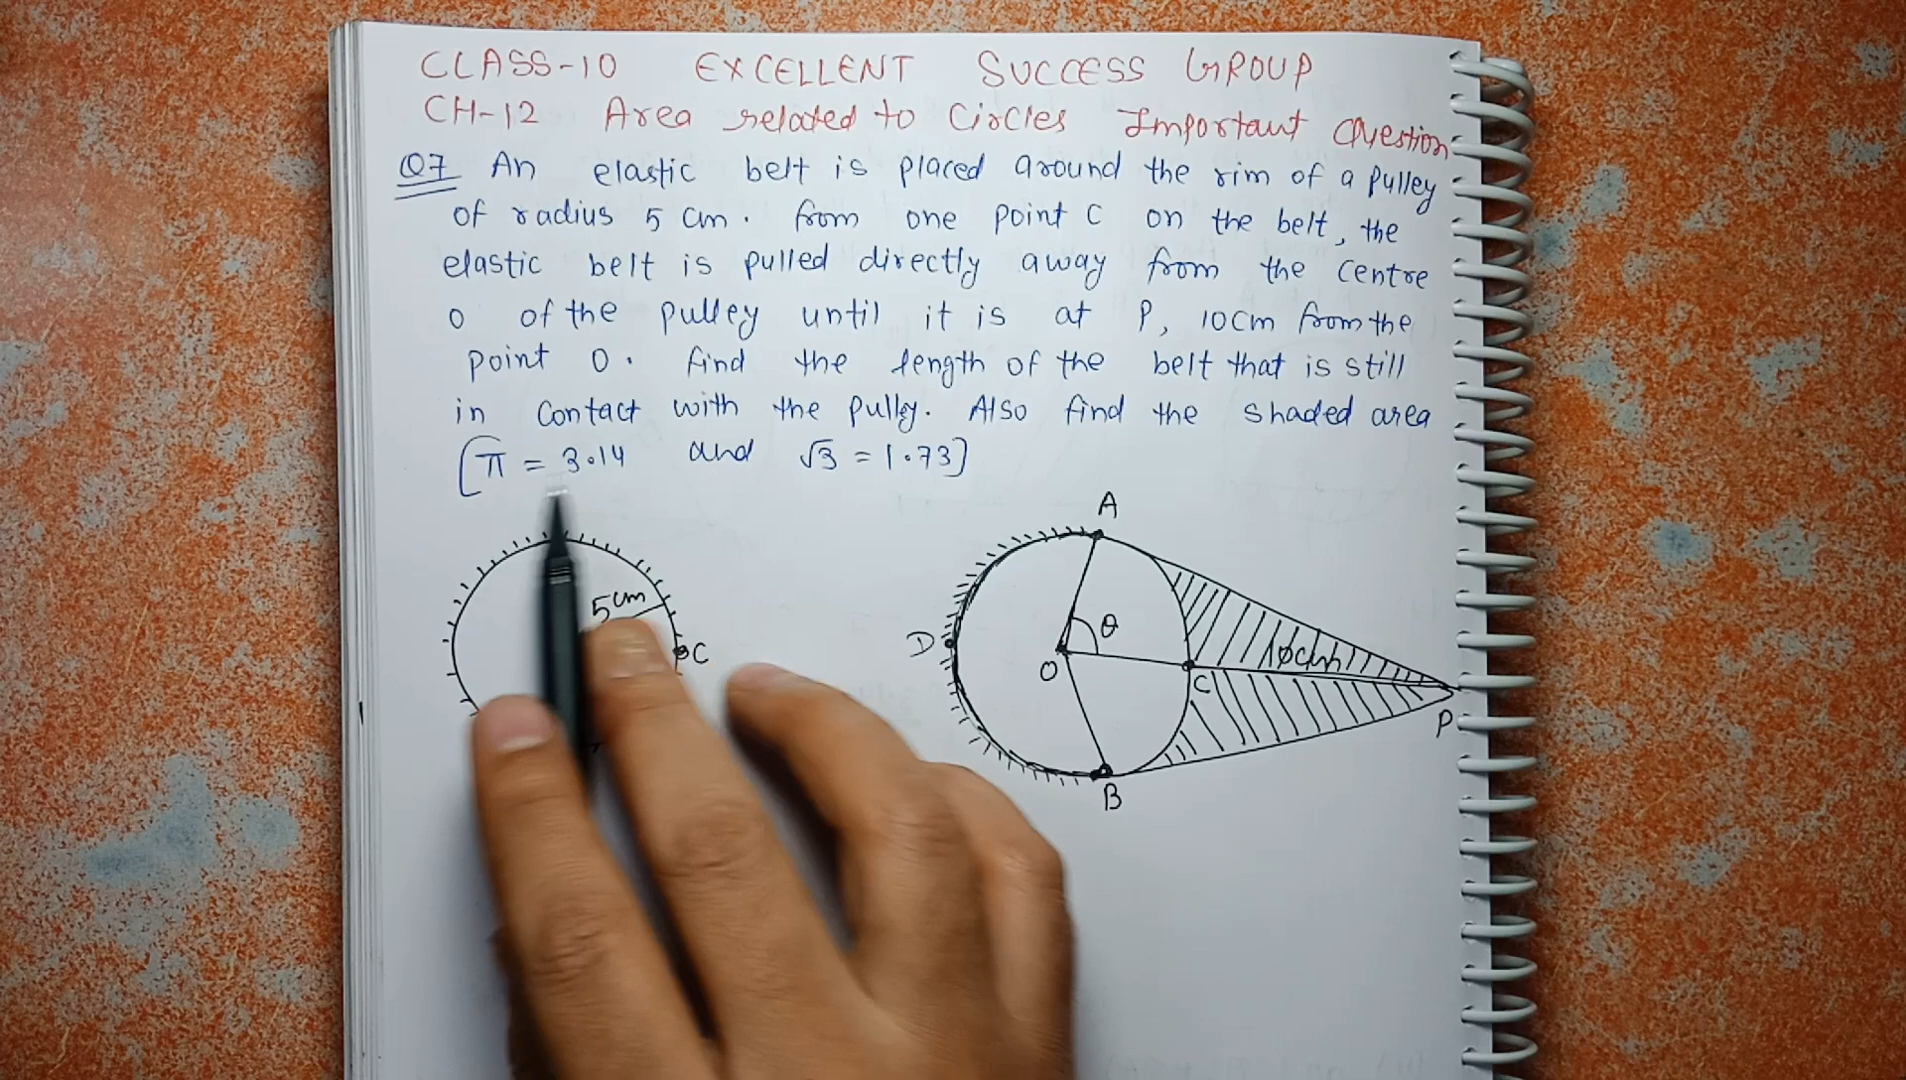 CLASS-10 EXCELLENT SUCCESS GROUP
CH-12 Area related to Circles Important Question
Q7 An elastic belt is placed around the rim of a pulley
of radius 5 cm. from one point C on the belt, the
elastic belt is pulled directly away from the centre
O of the pulley until it is at P, 10cm from the
point O. find the length of the belt that is still
in contact with the pulley. Also find the shaded area
[π = 3.14 and √3 = 1.73]
A
5cm
θ
D
C
O
10cm
C
P
B